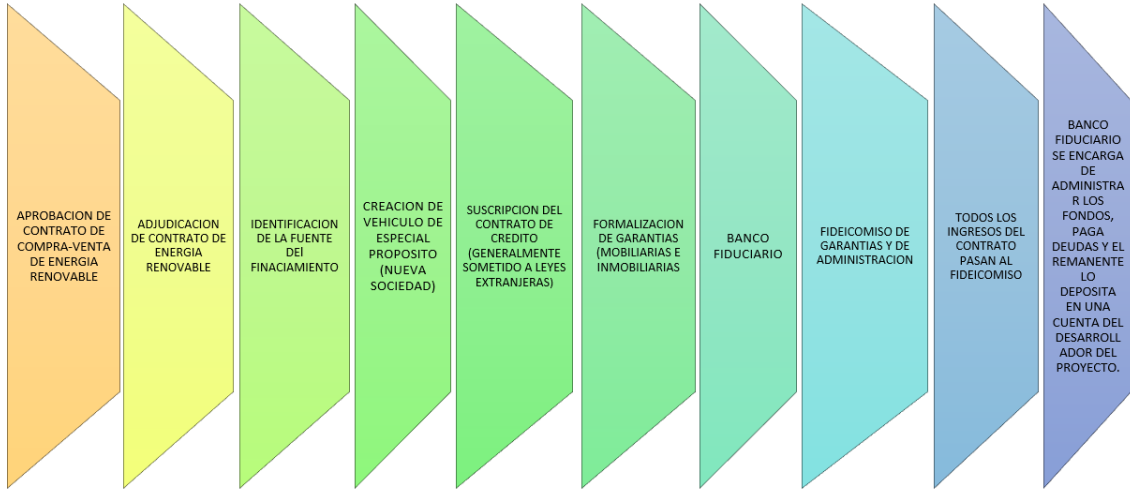 APROBACION DE
CONTRATO DE
COMPRA-VENTA
DE ENERGIA
RENOVABLE
ADJUDICACION
DE CONTRATO DE
ENERGIA
RENOVABLE
IDENTIFICACION
DE LA FUENTE
DEl
FINACIAMIENTO
CREACION DE
VEHICULO DE
ESPECIAL
PROPOSITO
(NUEVA
SOCIEDAD)
SUSCRIPCION DEL
CONTRATO DE
CREDITO
(GENERALMENTE
SOMETIDO A LEYES
EXTRANJERAS)
FORMALIZACION
DE GARANTIAS
(MOBILIARIAS E
INMOBILIARIAS
BANCO
FIDUCIARIO
FIDEICOMISO DE
GARANTIAS Y DE
ADMINISTRACION
TODOS LOS
INGRESOS DEL
CONTRATO
PASAN AL
FIDEICOMISO
BANCO
FIDUCIARIO
SE ENCARGA
DE
ADMINISTRA
R LOS
FONDOS,
PAGA
DEUDAS Y EL
REMANENTE
LO
DEPOSITA
EN UNA
CUENTA DEL
DESARROLL
ADOR DEL
PROYECTO.